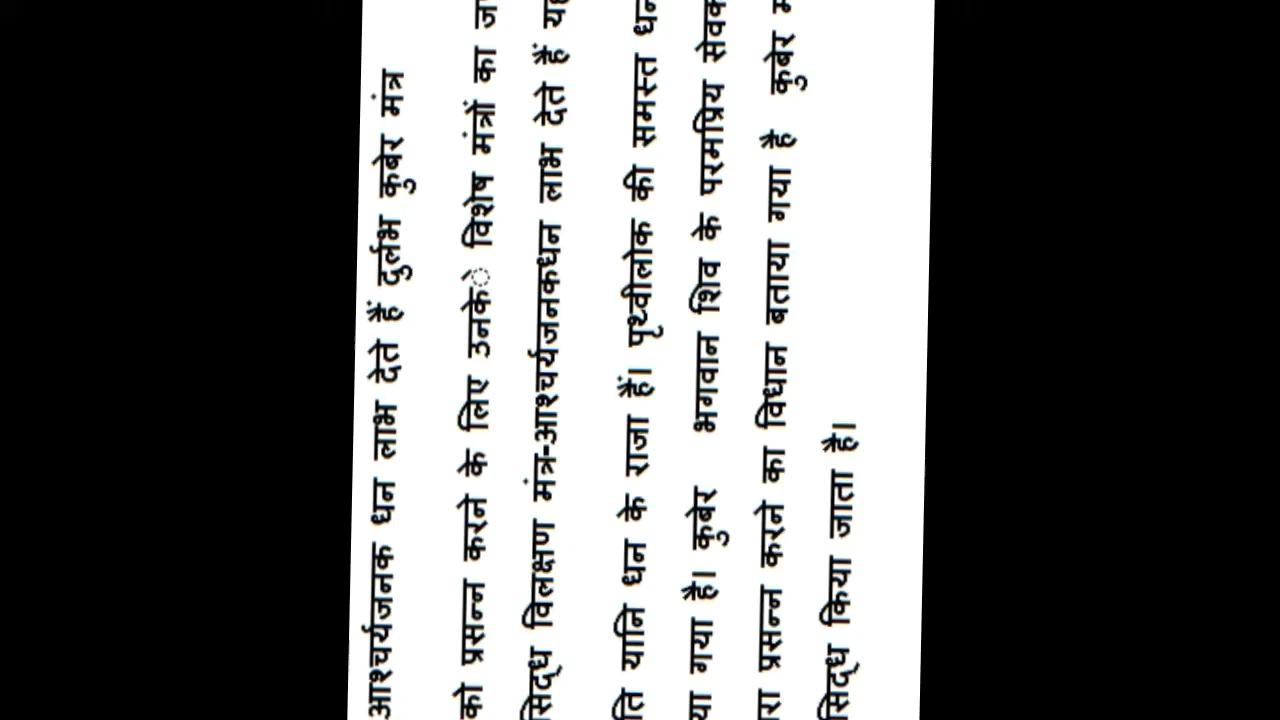 आश्चर्यजनक धन लाभ देते हैं दुर्लभ कुबेर मंत्र
को प्रसन्न करने के लिए उनकेे विशेष मंत्रों का
सिद्ध विलक्षण मंत्र-आश्चर्यजनकधन लाभ देते हैं
ति यानि धन के राजा हैं। पृथ्वीलोक की समस्त धन
या गया है। कुबेर भगवान शिव के परमप्रिय सेवक
रा प्रसन्न करने का विधान बताया गया है कुबेर
सिद्ध किया जाता है।